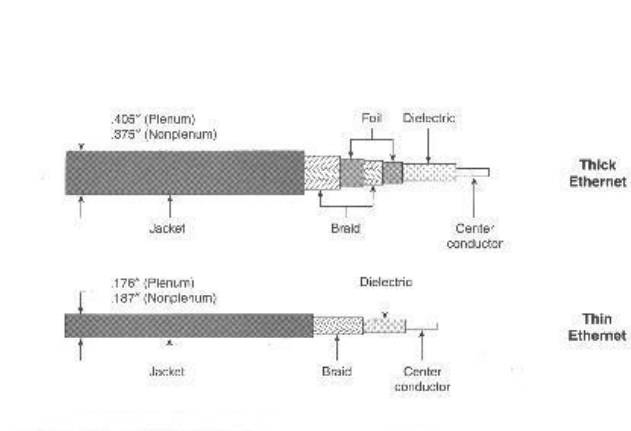 .405" (Plenum)
.375" (Nonplenum)
Foil
Dielectric
Thick
Ethernet
Jacket
Braid
Center
conductor
.176" (Plenum)
.187" (Nonplenum)
Dielectric
Thin
Ethernet
Jacket
Braid
Center
conductor